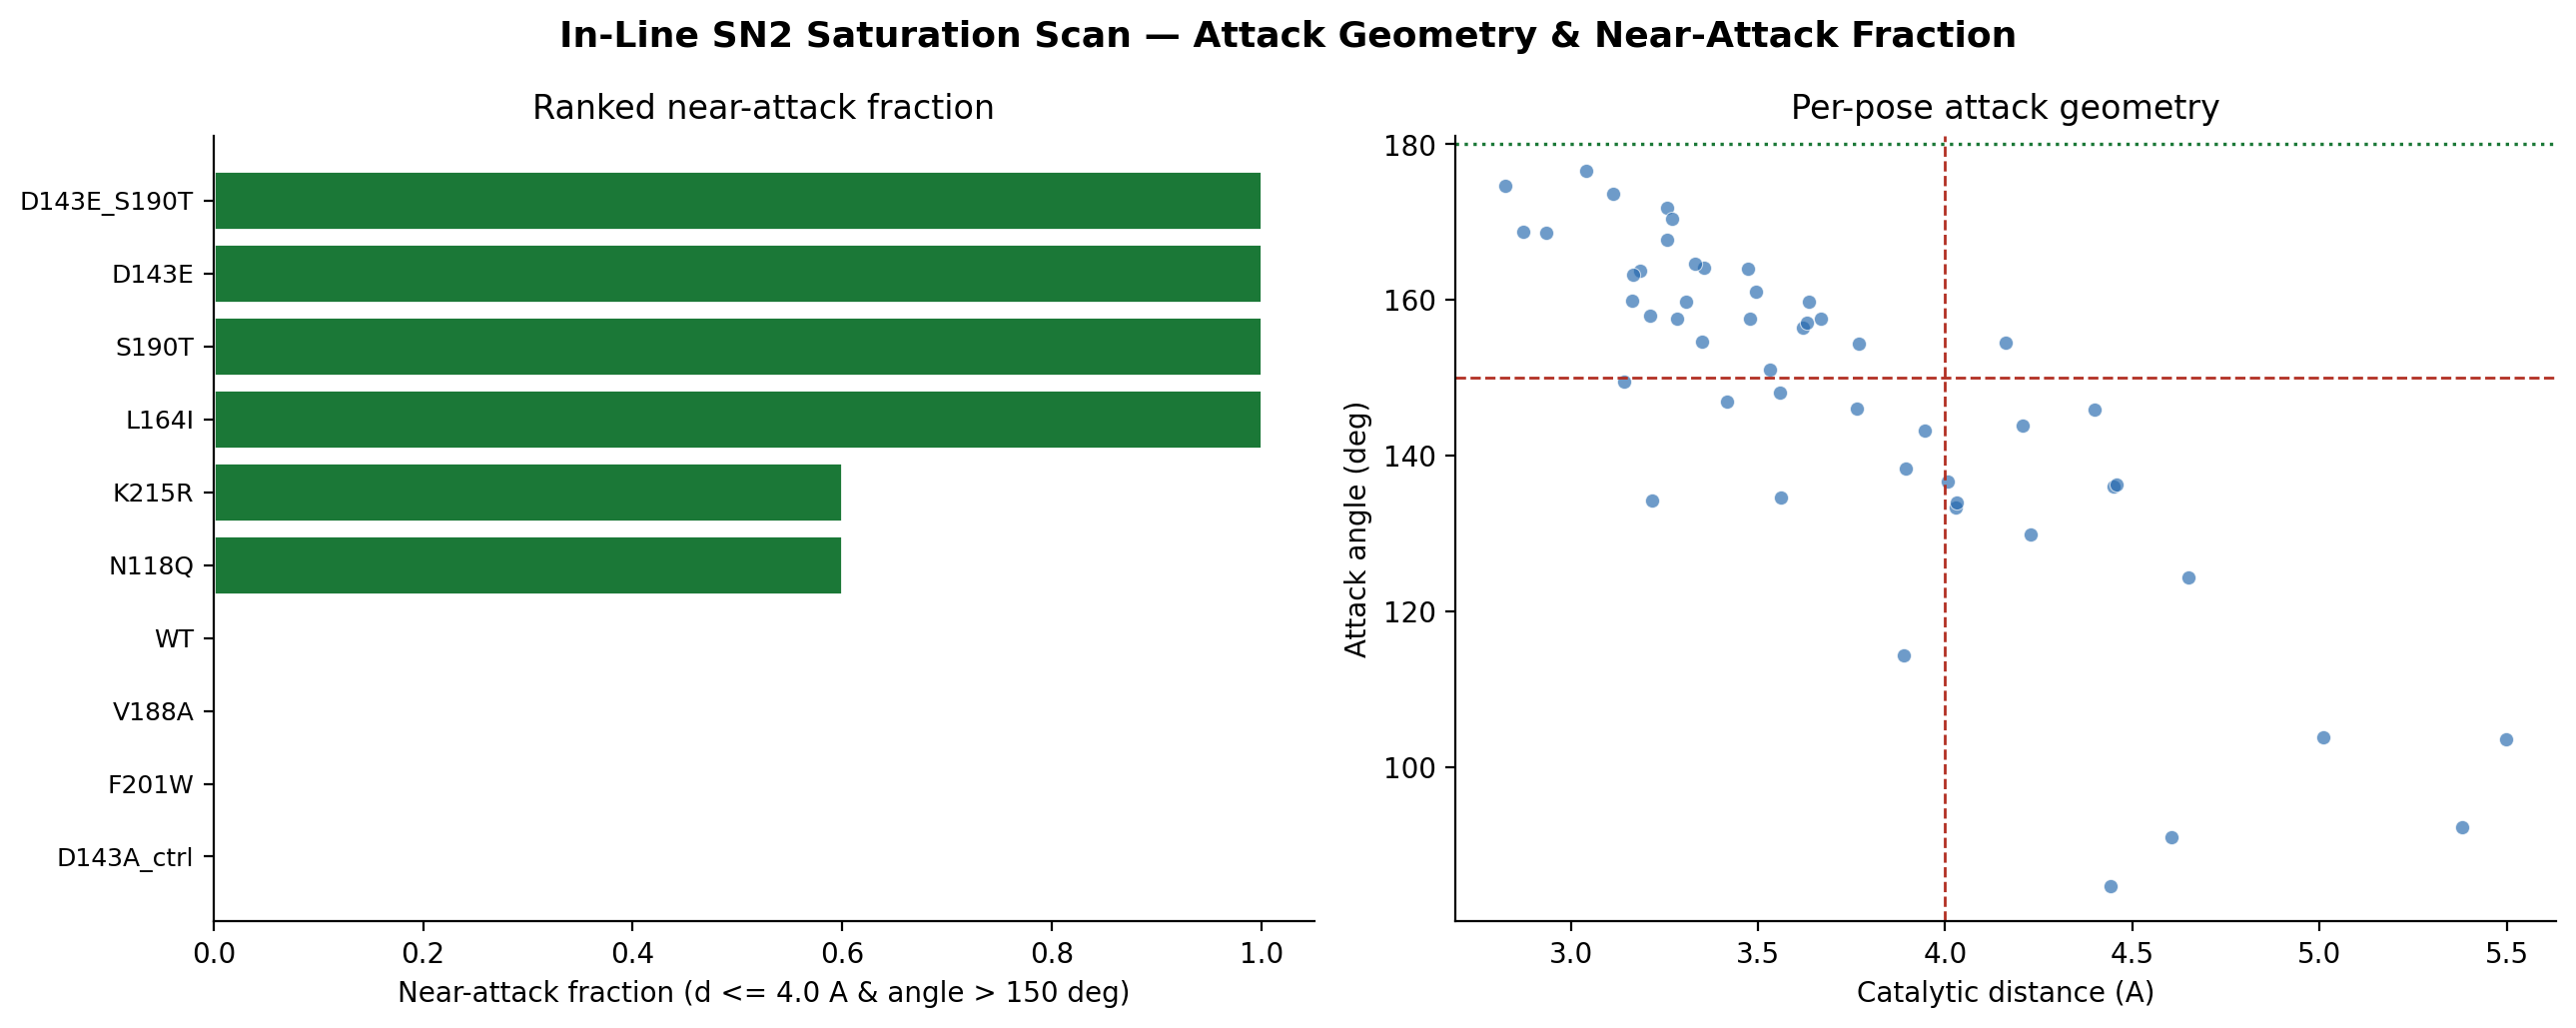 In-Line SN2 Saturation Scan — Attack Geometry & Near-Attack Fraction
Ranked near-attack fraction
D143E_S190T
D143E
S190T
L164I
K215R
N118Q
WT
V188A
F201W
D143A_ctrl
0.0 0.2 0.4 0.6 0.8 1.0
Near-attack fraction (d <= 4.0 A & angle > 150 deg)
Per-pose attack geometry
Attack angle (deg)
180
160
140
120
100
3.0 3.5 4.0 4.5 5.0 5.5
Catalytic distance (A)